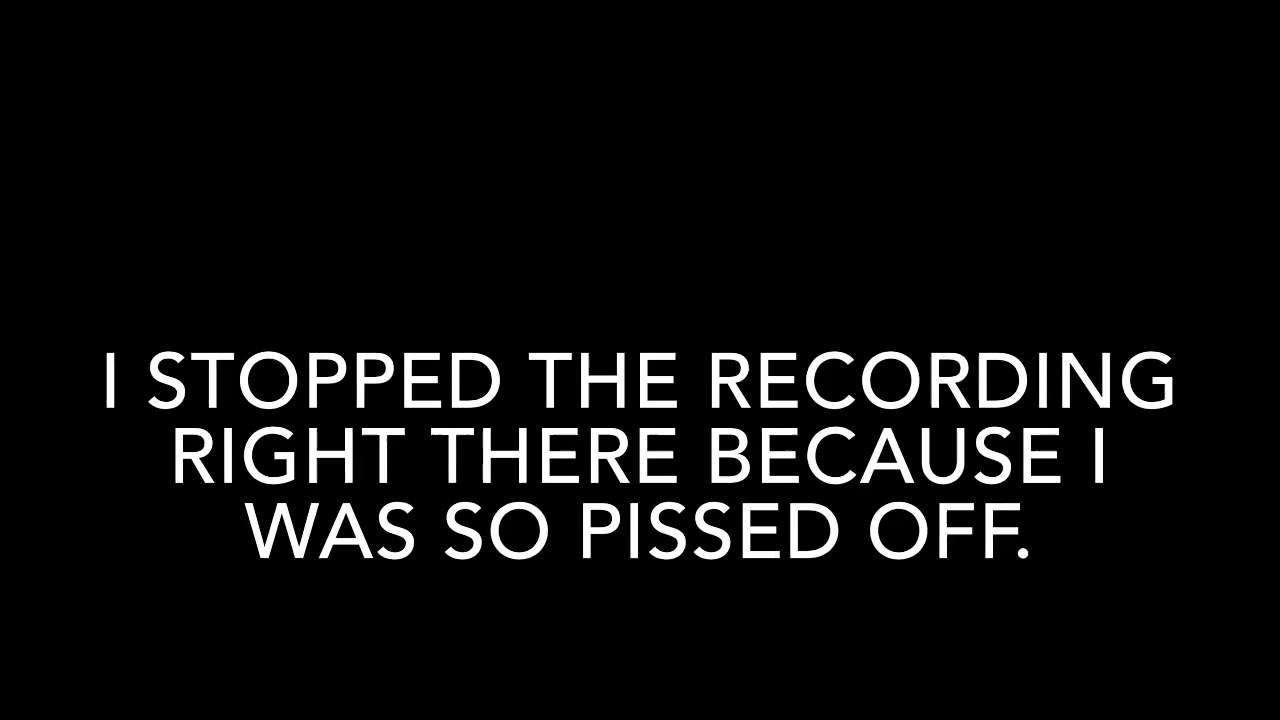 I STOPPED THE RECORDING
RIGHT THERE BECAUSE I
WAS SO PISSED OFF.